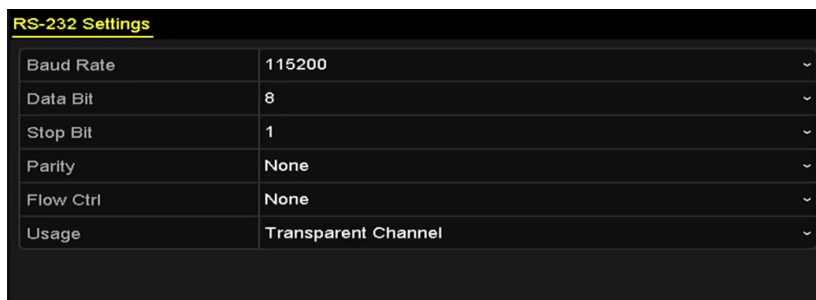 RS-232 Settings
Baud Rate 115200
Data Bit 8
Stop Bit 1
Parity None
Flow Ctrl None
Usage Transparent Channel